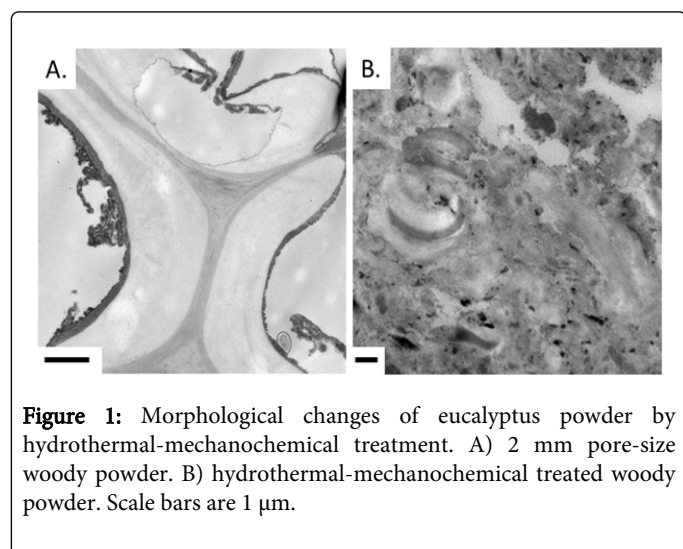 A. B.
Figure 1: Morphological changes of eucalyptus powder by
hydrothermal-mechanochemical treatment. A) 2 mm pore-size
woody powder. B) hydrothermal-mechanochemical treated woody
powder. Scale bars are 1 μm.